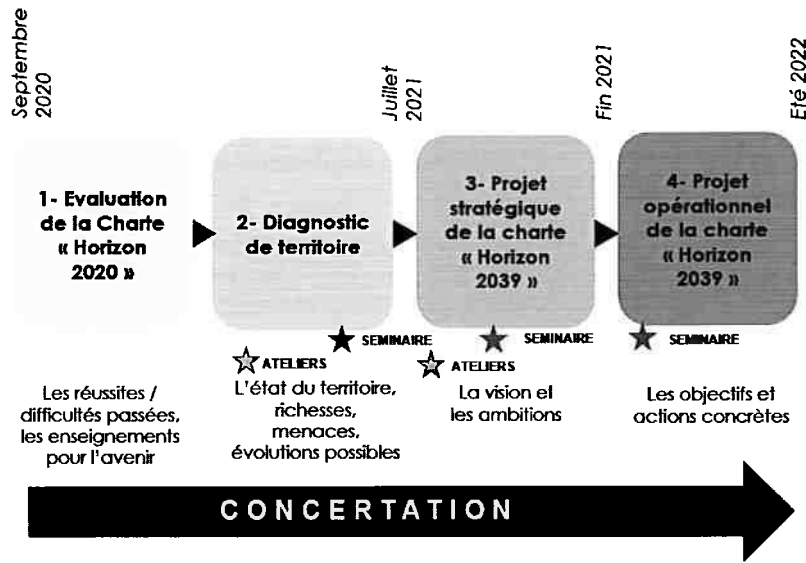 Septembre
2020
Juillet
2021
Fin 2021
Eté 2022
1- Evaluation
de la Charte
« Horizon
2020 »
2- Diagnostic
de territoire
3- Projet
stratégique
de la charte
« Horizon
2039 »
4- Projet
opérationnel
de la charte
« Horizon
2039 »
SEMINAIRE
SEMINAIRE
SEMINAIRE
ATELIERS
ATELIERS
Les réussites /
difficultés passées,
les enseignements
pour l'avenir
L'état du territoire,
richesses,
menaces,
évolutions possibles
La vision et
les ambitions
Les objectifs et
actions concrètes
CONCERTATION